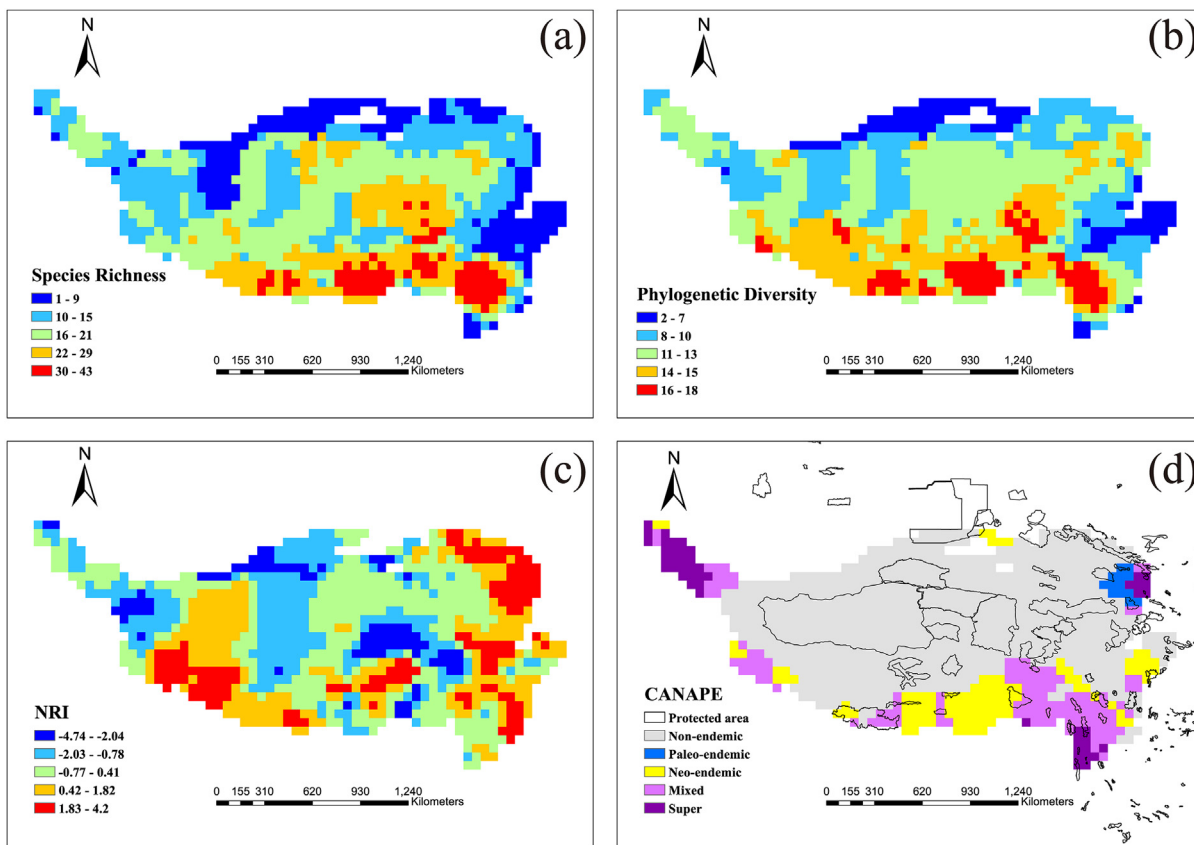 (a)
N
Species Richness
1 - 9
10 - 15
16 - 21
22 - 29
30 - 43
0 155 310 620 930 1,240
Kilometers
(b)
N
Phylogenetic Diversity
2 - 7
8 - 10
11 - 13
14 - 15
16 - 18
0 155 310 620 930 1,240
Kilometers
(c)
N
NRI
-4.74 - -2.04
-2.03 - -0.78
-0.77 - 0.41
0.42 - 1.82
1.83 - 4.2
0 155 310 620 930 1,240
Kilometers
(d)
N
CANAPE
Protected area
Non-endemic
Paleo-endemic
Neo-endemic
Mixed
Super
0 155 310 620 930 1,240
Kilometers